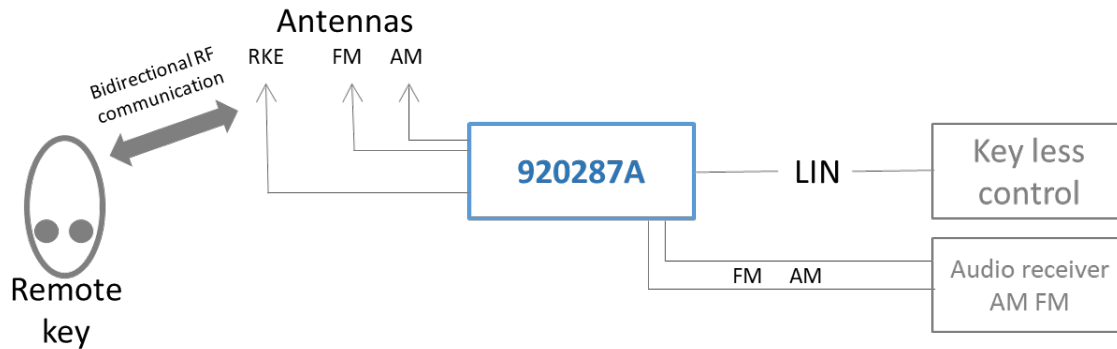 Antennas
RKE FM AM
Bidirectional RF
communication
920287A
LIN
Key less
control
FM AM
Audio receiver
AM FM
Remote
key